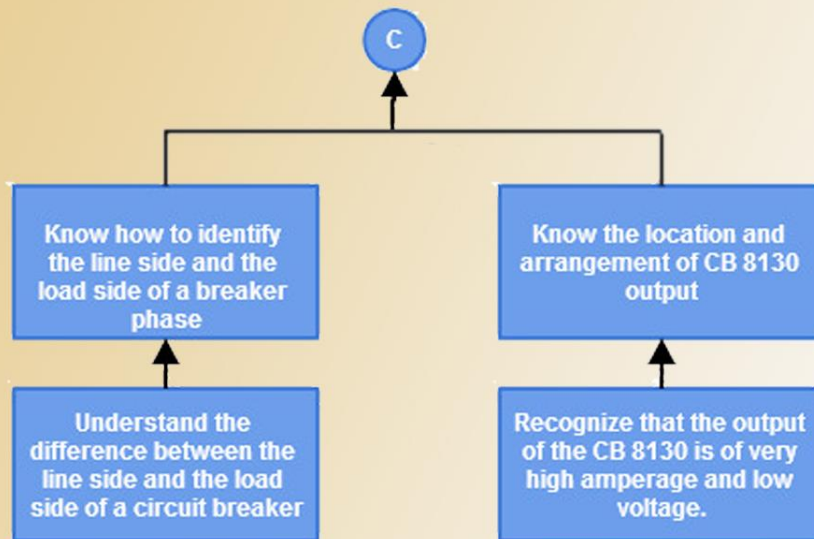 C
Know how to identify
the line side and the
load side of a breaker
phase
Know the location and
arrangement of CB 8130
output
Understand the
difference between the
line side and the load
side of a circuit breaker
Recognize that the output
of the CB 8130 is of very
high amperage and low
voltage.